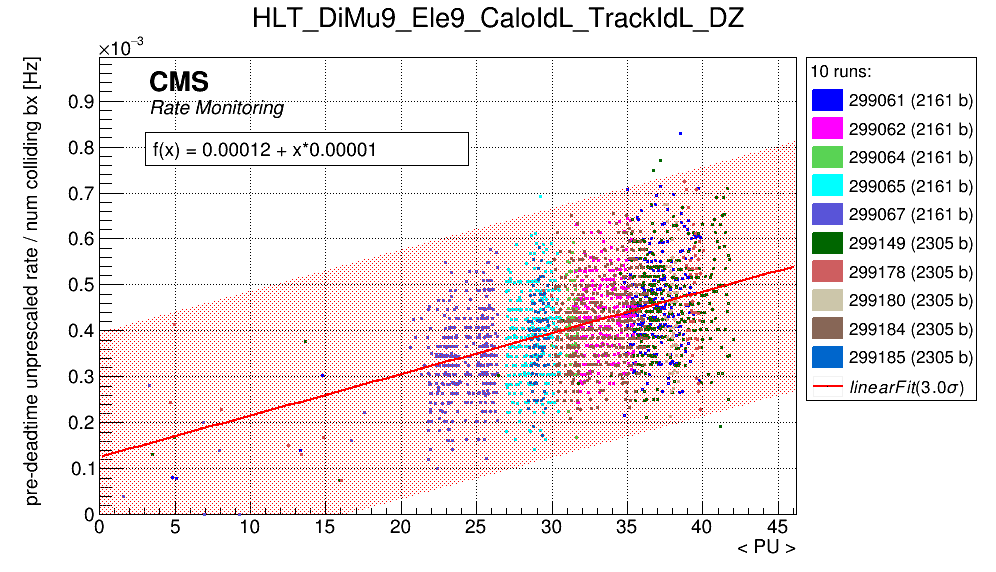 HLT_DiMu9_Ele9_CaloIdL_TrackIdL_DZ
×10⁻³
pre-deadtime unprescaled rate / num colliding bx [Hz]
CMS
Rate Monitoring
f(x) = 0.00012 + x*0.00001
0.9
0.8
0.7
0.6
0.5
0.4
0.3
0.2
0.1
0
0 5 10 15 20 25 30 35 40 45
< PU >
10 runs:
299061 (2161 b)
299062 (2161 b)
299064 (2161 b)
299065 (2161 b)
299067 (2161 b)
299149 (2305 b)
299178 (2305 b)
299180 (2305 b)
299184 (2305 b)
299185 (2305 b)
linearFit(3.0σ)